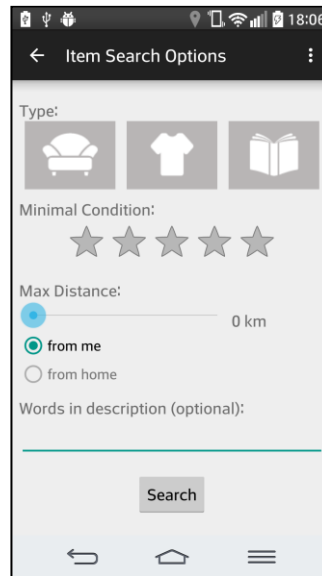 18:06
Item Search Options
Type:
Minimal Condition:
Max Distance:
0 km
from me
from home
Words in description (optional):
Search